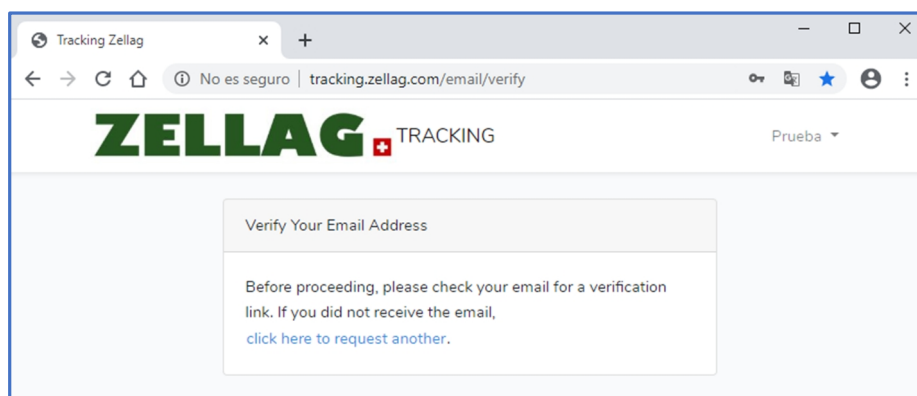 Tracking Zellag
No es seguro | tracking.zellag.com/email/verify
ZELLAG TRACKING
Prueba
Verify Your Email Address
Before proceeding, please check your email for a verification
link. If you did not receive the email,
click here to request another.